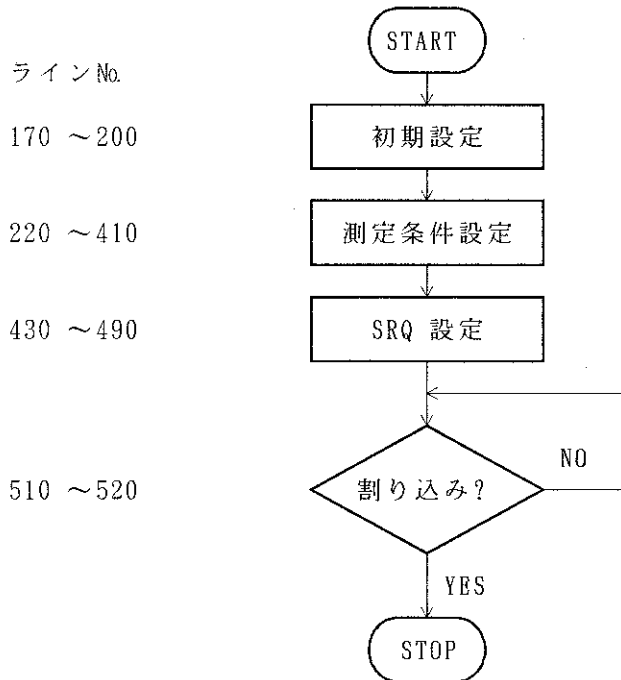 START
ラインNo.
170 ～200
初期設定
220 ～410
測定条件設定
430 ～490
SRQ 設定
510 ～520
割り込み?
NO
YES
STOP